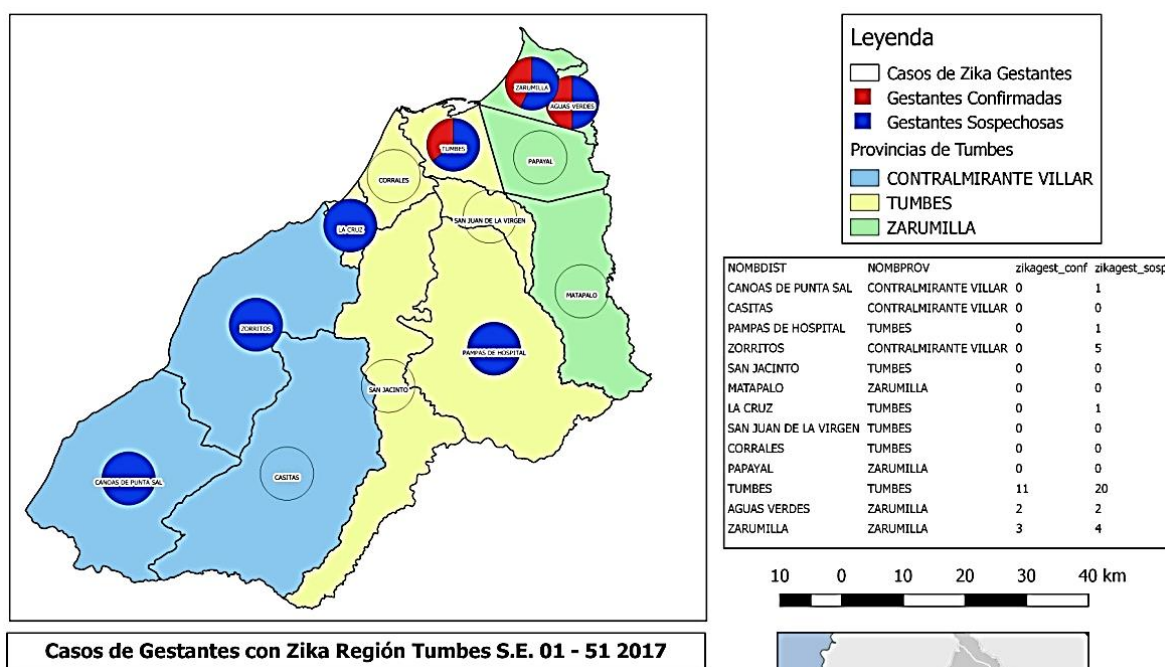 ZARUMILLA
AGUAS VERDES
TUMBES
PAPAYAL
CORRALES
SAN JUAN DE LA VIRGEN
LA CRUZ
MATAPALO
ZORRITOS
PAMPAS DE HOSPITAL
SAN JACINTO
CASITAS
CANOAS DE PUNTA SAL
Casos de Gestantes con Zika Región Tumbes S.E. 01 - 51 2017
Leyenda
Casos de Zika Gestantes
Gestantes Confirmadas
Gestantes Sospechosas
Provincias de Tumbes
CONTRALMIRANTE VILLAR
TUMBES
ZARUMILLA
NOMBDIST NOMBPROV zikagest_conf zikagest_sosp
CANOAS DE PUNTA SAL CONTRALMIRANTE VILLAR 0 1
CASITAS CONTRALMIRANTE VILLAR 0 0
PAMPAS DE HOSPITAL TUMBES 0 1
ZORRITOS CONTRALMIRANTE VILLAR 0 5
SAN JACINTO TUMBES 0 0
MATAPALO ZARUMILLA 0 0
LA CRUZ TUMBES 0 1
SAN JUAN DE LA VIRGEN TUMBES 0 0
CORRALES TUMBES 0 0
PAPAYAL ZARUMILLA 0 0
TUMBES TUMBES 11 20
AGUAS VERDES ZARUMILLA 2 2
ZARUMILLA ZARUMILLA 3 4
10 0 10 20 30 40 km